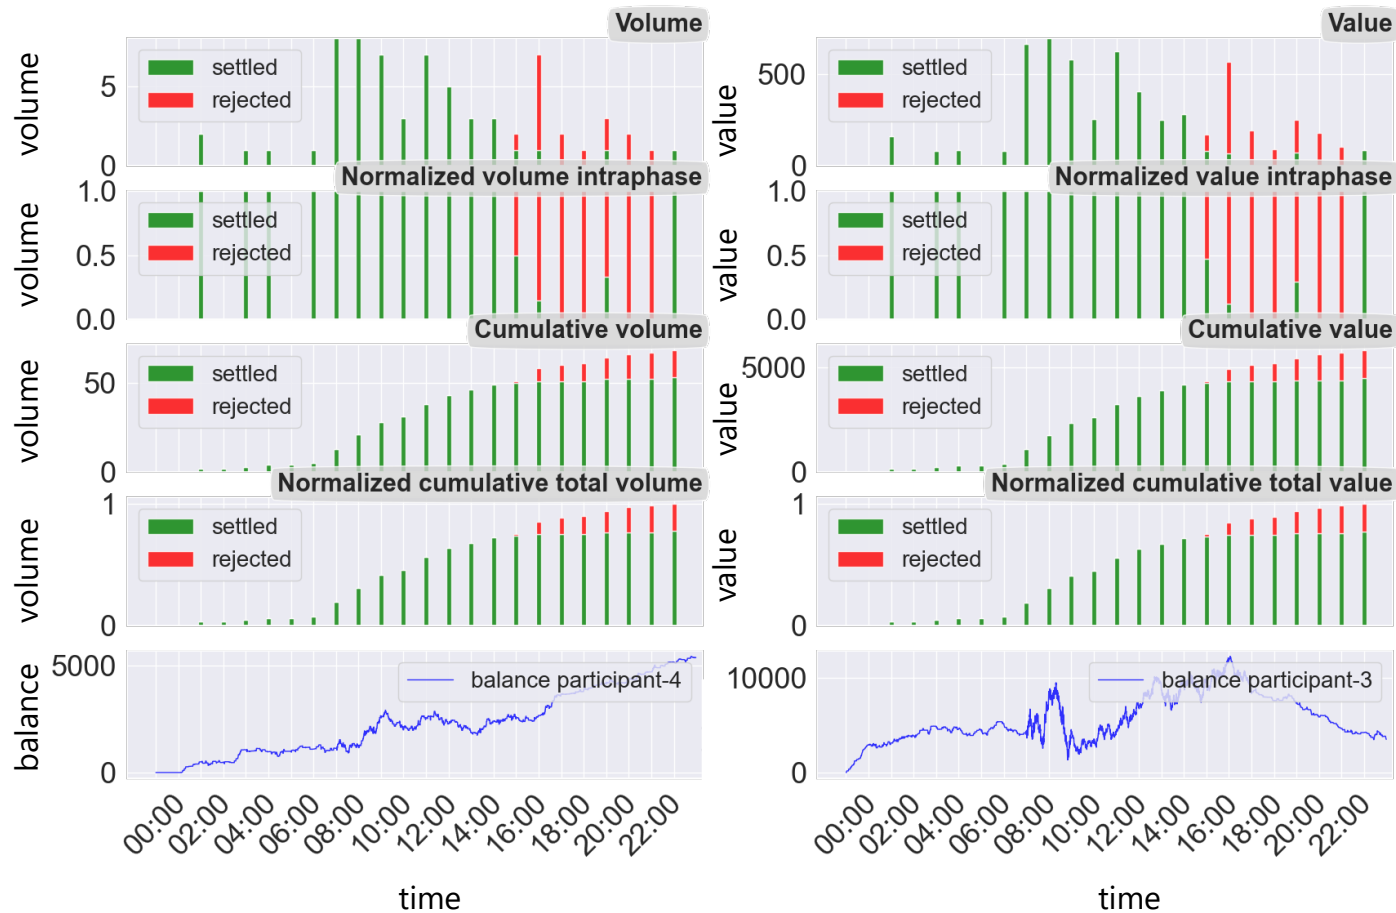 Volume
volume
5
0
settled
rejected
Value
value
500
0
settled
rejected
Normalized volume intraphase
volume
1.0
0.5
0.0
settled
rejected
Normalized value intraphase
value
1.0
0.5
0.0
settled
rejected
Cumulative volume
volume
50
0
settled
rejected
Cumulative value
value
5000
0
settled
rejected
Normalized cumulative total volume
volume
1
0
settled
rejected
Normalized cumulative total value
value
1
0
settled
rejected
balance
5000
0
balance participant-4
10000
0
balance participant-3
00:00 02:00 04:00 06:00 08:00 10:00 12:00 14:00 16:00 18:00 20:00 22:00
time
00:00 02:00 04:00 06:00 08:00 10:00 12:00 14:00 16:00 18:00 20:00 22:00
time